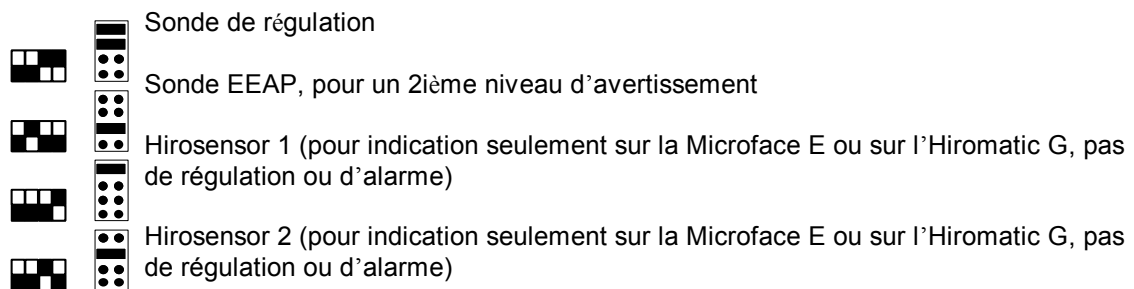 Sonde de régulation
Sonde EEAP, pour un 2ième niveau d’avertissement
Hirosensor 1 (pour indication seulement sur la Microface E ou sur l’Hiromatic G, pas
de régulation ou d’alarme)
Hirosensor 2 (pour indication seulement sur la Microface E ou sur l’Hiromatic G, pas
de régulation ou d’alarme)